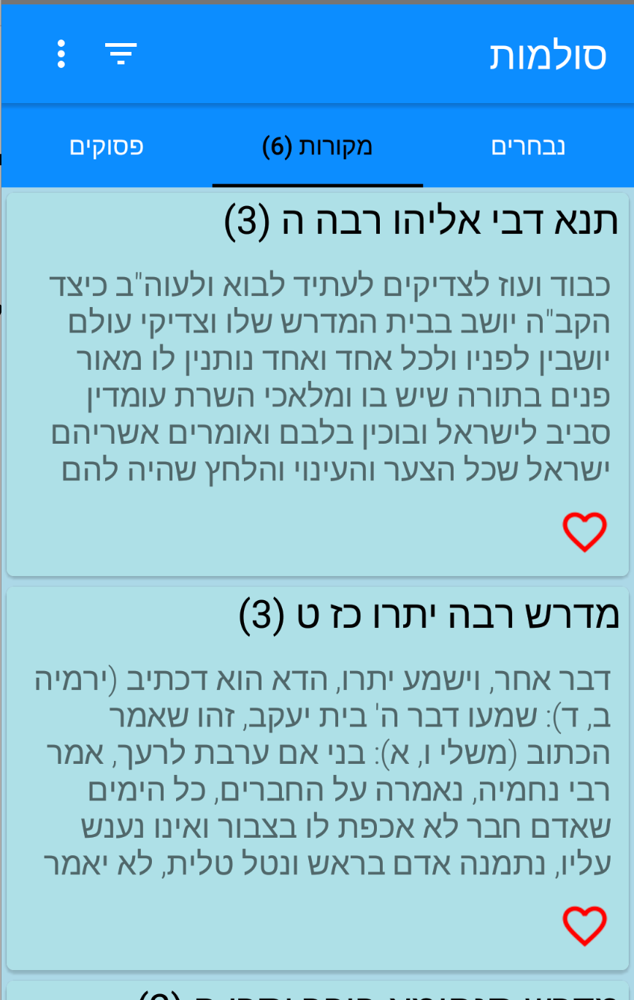 סולמות
נבחרים
מקורות (6)
פסוקים
תנא דבי אליהו רבה ה (3)
כבוד ועוז לצדיקים לעתיד לבוא ולעוה"ב כיצד
הקב"ה יושב בבית המדרש שלו וצדיקי עולם
יושבין לפניו ולכל אחד ואחד נותנין לו מאור
פנים בתורה שיש בו ומלאכי השרת עומדין
סביב לישראל ובוכין בלבם ואומרים אשריהם
ישראל שכל הצער והעינוי והלחץ שהיה להם
מדרש רבה יתרו כז ט (3)
דבר אחר, וישמע יתרו, הדא הוא דכתיב (ירמיה
ב, ד): שמעו דבר ה' בית יעקב, זהו שאמר
הכתוב (משלי ו, א): בני אם ערבת לרעך, אמר
רבי נחמיה, נאמרה על החברים, כל הימים
שאדם חבר לא אכפת לו בצבור ואינו נענש
עליו, נתמנה אדם בראש ונטל טלית, לא יאמר